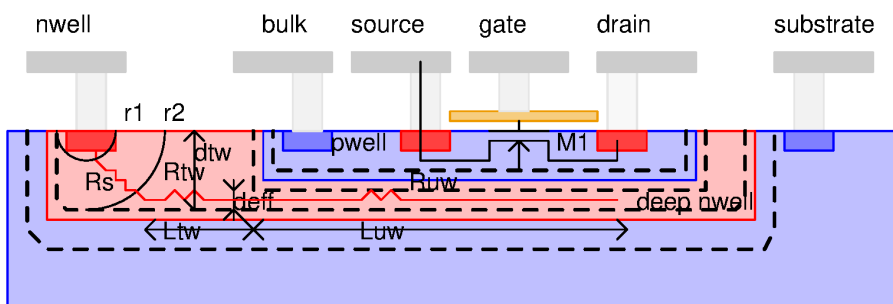 nwell bulk source gate drain substrate
r1 r2
pwell M1
dtw
Rtw
Rs Ruw
deff deep nwell
Ltw Luw